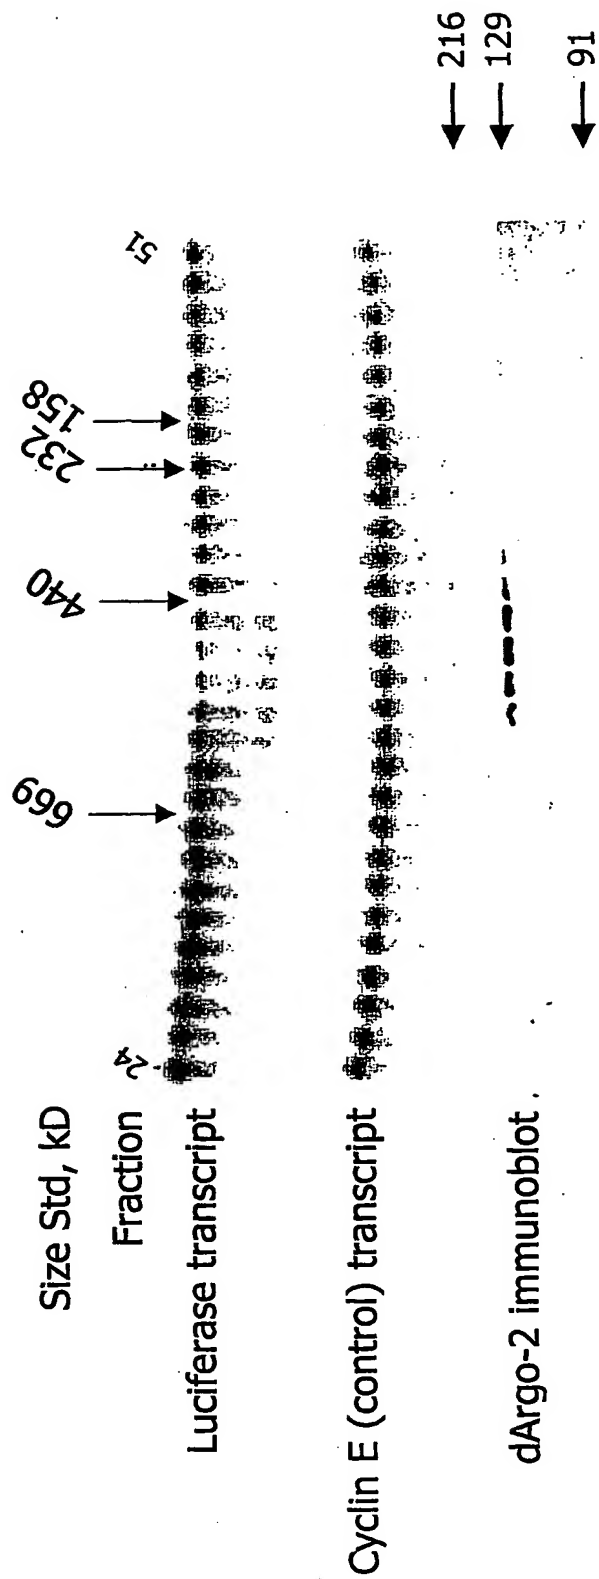 Size Std, kD
669 440 232 158
Fraction
24 51
Luciferase transcript
Cyclin E (control) transcript
216
129
91
dArgo-2 immunoblot